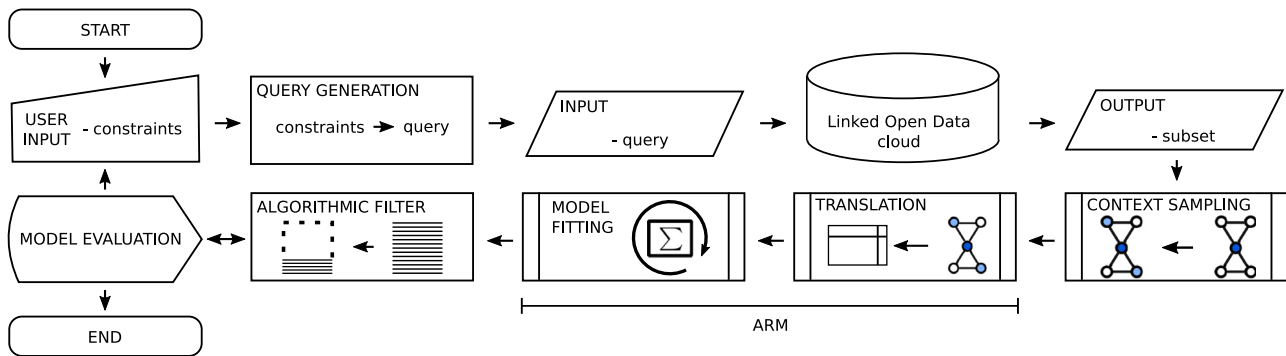 START
USER
INPUT
- constraints
QUERY GENERATION
constraints
query
INPUT
- query
Linked Open Data
cloud
OUTPUT
- subset
CONTEXT SAMPLING
TRANSLATION
MODEL
FITTING
Σ
ALGORITHMIC FILTER
MODEL EVALUATION
END
ARM